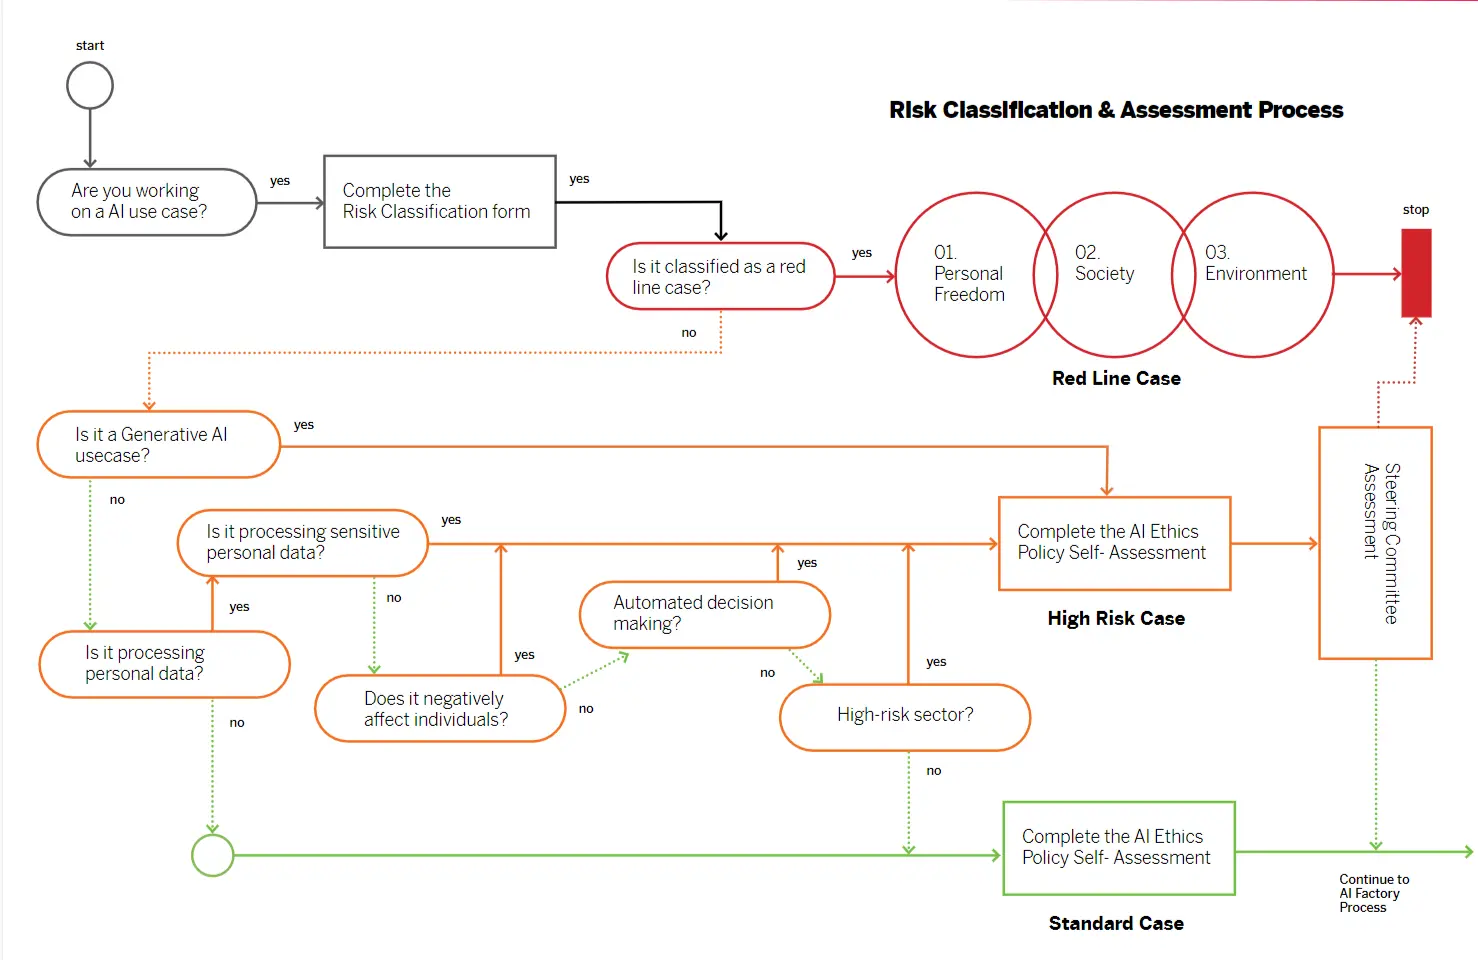 start
Risk Classification & Assessment Process
Are you working
on a AI use case?
yes
Complete the
Risk Classification form
yes
Is it classified as a red
line case?
yes
01.
Personal
Freedom
02.
Society
03.
Environment
stop
no
Red Line Case
Is it a Generative AI
usecase?
yes
no
Is it processing sensitive
personal data?
yes
Complete the AI Ethics
Policy Self- Assessment
High Risk Case
Steering Committee
Assessment
yes
no
Automated decision
making?
yes
Is it processing
personal data?
no
Does it negatively
affect individuals?
yes
no
no
High-risk sector?
yes
no
Complete the AI Ethics
Policy Self- Assessment
Standard Case
Continue to
AI Factory
Process